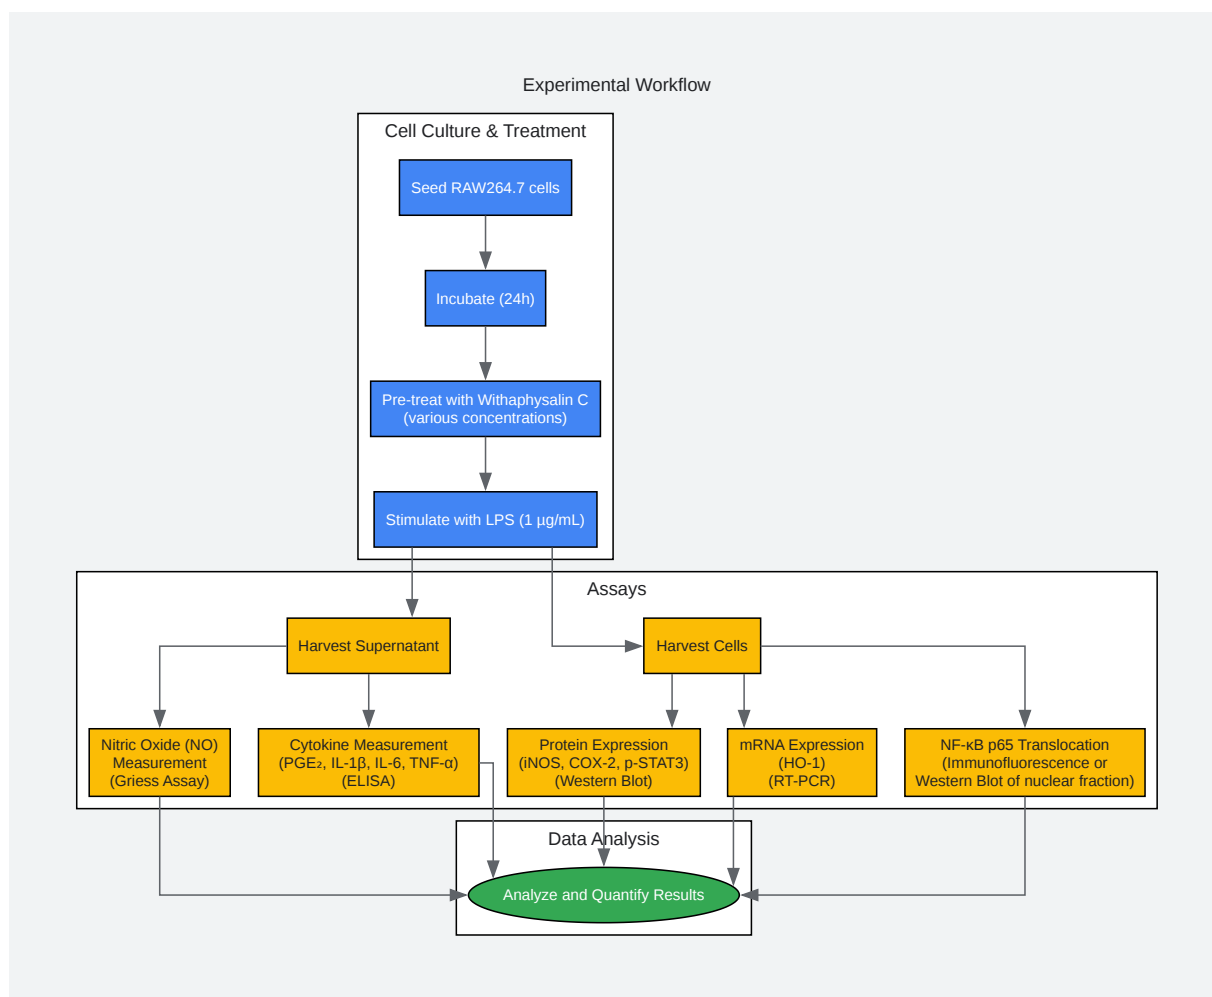 Experimental Workflow
Cell Culture & Treatment
Seed RAW264.7 cells
Incubate (24h)
Pre-treat with Withaphysalin C
(various concentrations)
Stimulate with LPS (1 µg/mL)
Assays
Harvest Supernatant
Harvest Cells
Nitric Oxide (NO)
Measurement
(Griess Assay)
Cytokine Measurement
(PGE₂, IL-1β, IL-6, TNF-α)
(ELISA)
Protein Expression
(iNOS, COX-2, p-STAT3)
(Western Blot)
mRNA Expression
(HO-1)
(RT-PCR)
NF-κB p65 Translocation
(Immunofluorescence or
Western Blot of nuclear fraction)
Data Analysis
Analyze and Quantify Results